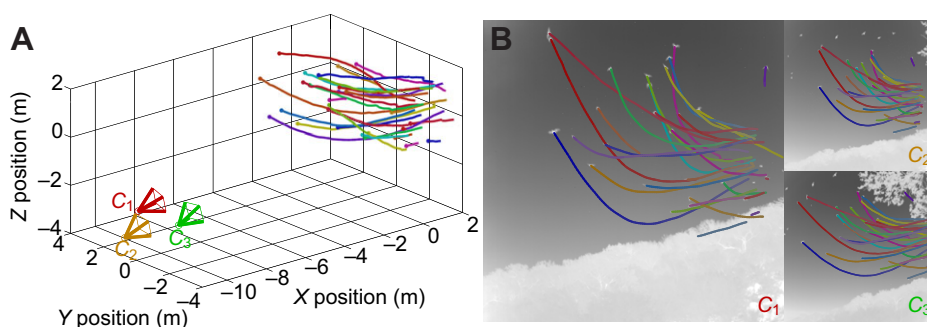 A
B
2
0
–2
–4
Z position (m)
4
2
0
–2
–4
Y position (m)
–10
–8
–6
–4
–2
0
2
X position (m)
C1
C2
C3
C1
C2
C3